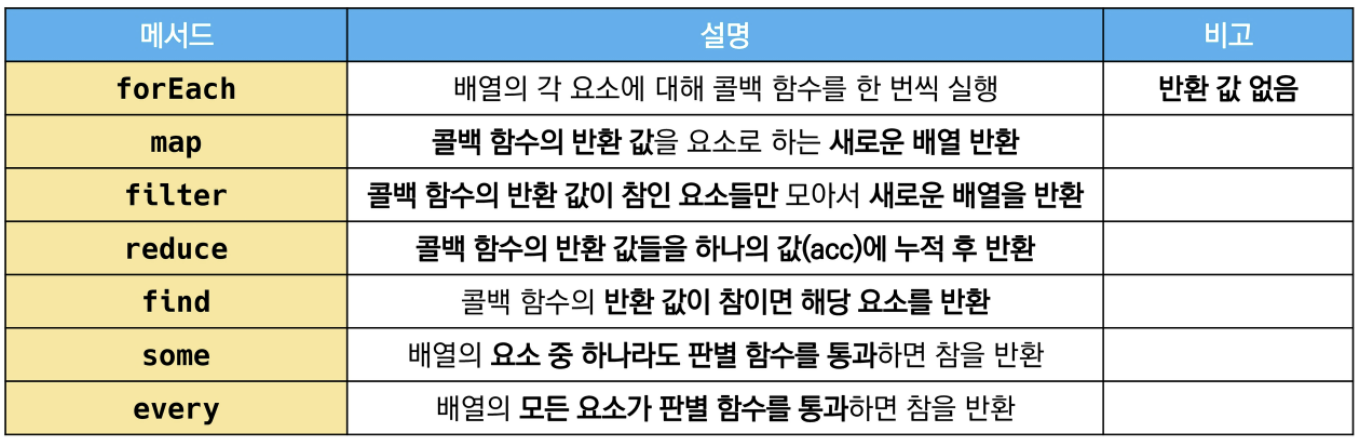 메서드 설명 비고
forEach 배열의 각 요소에 대해 콜백 함수를 한 번씩 실행 반환 값 없음
map 콜백 함수의 반환 값을 요소로 하는 새로운 배열 반환
filter 콜백 함수의 반환 값이 참인 요소들만 모아서 새로운 배열을 반환
reduce 콜백 함수의 반환 값들을 하나의 값(acc)에 누적 후 반환
find 콜백 함수의 반환 값이 참이면 해당 요소를 반환
some 배열의 요소 중 하나라도 판별 함수를 통과하면 참을 반환
every 배열의 모든 요소가 판별 함수를 통과하면 참을 반환